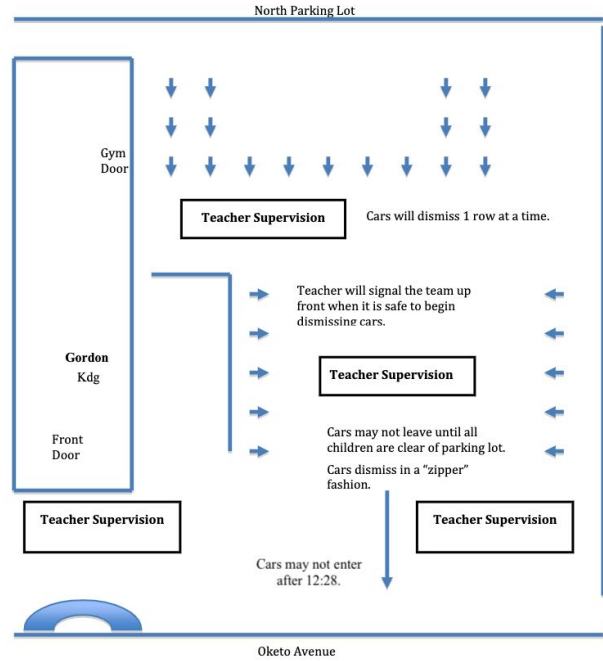 North Parking Lot
Gym
Door
Teacher Supervision
Cars will dismiss 1 row at a time.
Teacher will signal the team up
front when it is safe to begin
dismissing cars.
Gordon
Kdg
Teacher Supervision
Front
Door
Cars may not leave until all
children are clear of parking lot.
Cars dismiss in a “zipper”
fashion.
Teacher Supervision
Teacher Supervision
Cars may not enter
after 12:28.
Oketo Avenue